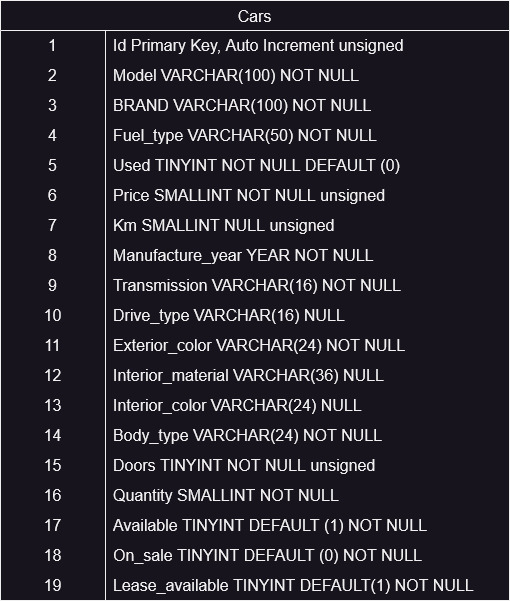 Cars
1 Id Primary Key, Auto Increment unsigned
2 Model VARCHAR(100) NOT NULL
3 BRAND VARCHAR(100) NOT NULL
4 Fuel_type VARCHAR(50) NOT NULL
5 Used TINYINT NOT NULL DEFAULT (0)
6 Price SMALLINT NOT NULL unsigned
7 Km SMALLINT NULL unsigned
8 Manufacture_year YEAR NOT NULL
9 Transmission VARCHAR(16) NOT NULL
10 Drive_type VARCHAR(16) NULL
11 Exterior_color VARCHAR(24) NOT NULL
12 Interior_material VARCHAR(36) NULL
13 Interior_color VARCHAR(24) NULL
14 Body_type VARCHAR(24) NOT NULL
15 Doors TINYINT NOT NULL unsigned
16 Quantity SMALLINT NOT NULL
17 Available TINYINT DEFAULT (1) NOT NULL
18 On_sale TINYINT DEFAULT (0) NOT NULL
19 Lease_available TINYINT DEFAULT(1) NOT NULL